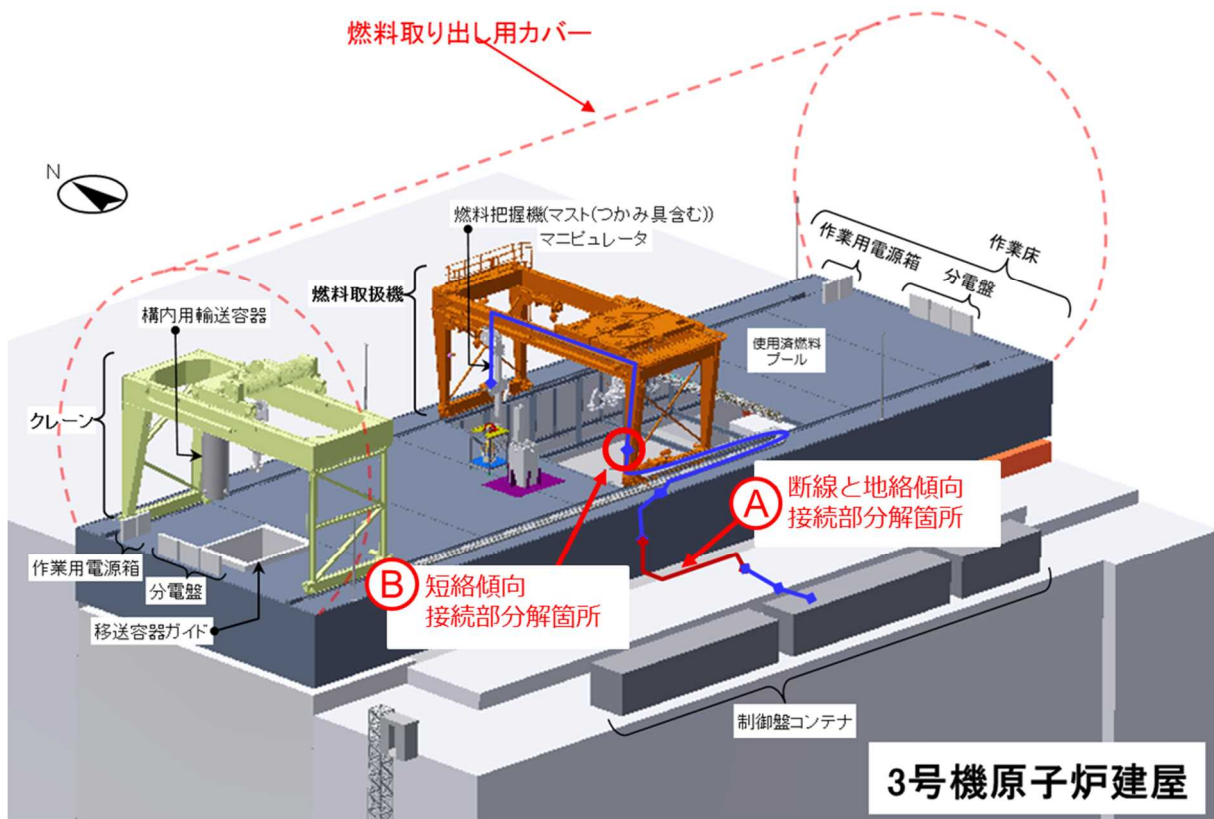 燃料取り出し用カバー
N
燃料把握機(マスト(つかみ具含む))
マニピュレータ
作業床
作業用電源箱
分電盤
燃料取扱機
構内用輸送容器
使用済燃料
プール
クレーン
A 断線と地絡傾向
接続部分解箇所
作業用電源箱
分電盤
移送容器ガイド
B 短絡傾向
接続部分解箇所
制御盤コンテナ
3号機原子炉建屋